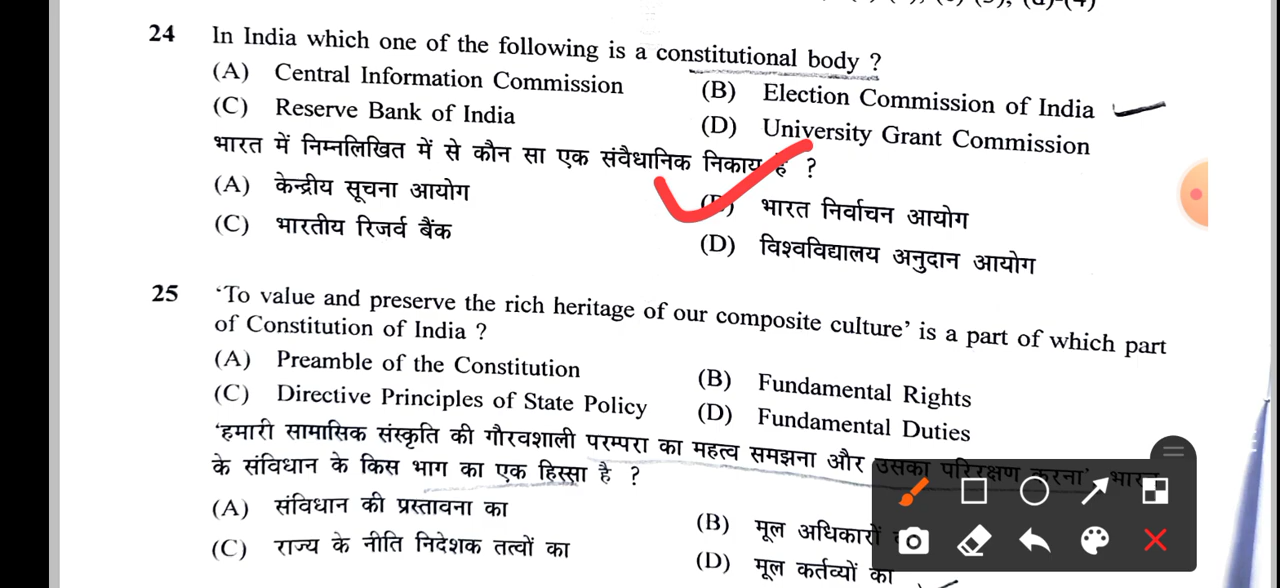 24 In India which one of the following is a constitutional body ?
(A) Central Information Commission (B) Election Commission of India
(C) Reserve Bank of India (D) University Grant Commission
भारत में निम्नलिखित में से कौन सा एक संवैधानिक निकाय है ?
(A) केन्द्रीय सूचना आयोग (B) भारत निर्वाचन आयोग
(C) भारतीय रिजर्व बैंक (D) विश्वविद्यालय अनुदान आयोग
25 ‘To value and preserve the rich heritage of our composite culture’ is a part of which part
of Constitution of India ?
(A) Preamble of the Constitution (B) Fundamental Rights
(C) Directive Principles of State Policy (D) Fundamental Duties
‘हमारी सामासिक संस्कृति की गौरवशाली परम्परा का महत्व समझना और उसका परिरक्षण करना’ भारत
के संविधान के किस भाग का एक हिस्सा है ?
(A) संविधान की प्रस्तावना का (B) मूल अधिकारों
(C) राज्य के नीति निदेशक तत्वों का (D) मूल कर्तव्यों का